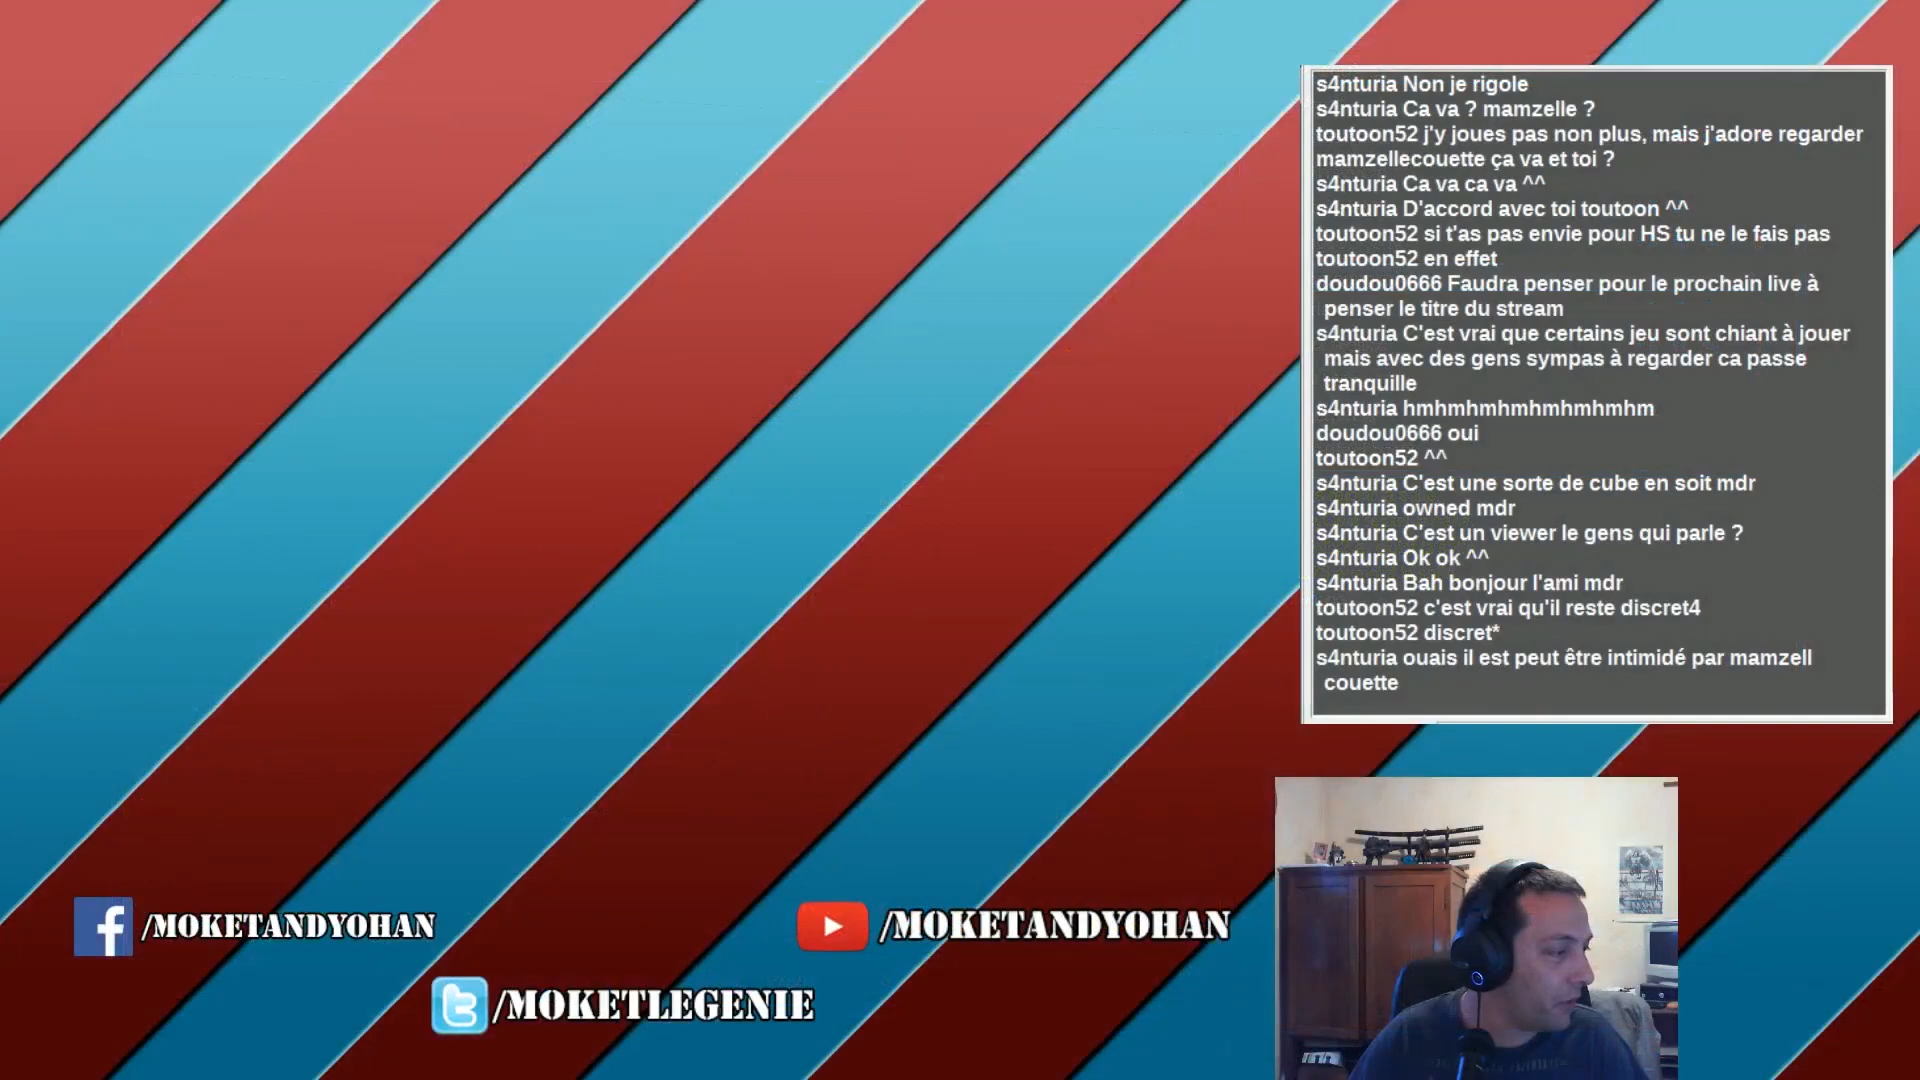 s4nturia Non je rigole
s4nturia Ca va ? mamzelle ?
toutoon52 j'y joues pas non plus, mais j'adore regarder
mamzellecouette ça va et toi ?
s4nturia Ca va ca va ^^
s4nturia D'accord avec toi toutoon ^^
toutoon52 si t'as pas envie pour HS tu ne le fais pas
toutoon52 en effet
doudou0666 Faudra penser pour le prochain live à
penser le titre du stream
s4nturia C'est vrai que certains jeu sont chiant à jouer
mais avec des gens sympas à regarder ca passe
tranquille
s4nturia hmhmhmhmhmhmhmhm
doudou0666 oui
toutoon52 ^^
s4nturia C'est une sorte de cube en soit mdr
s4nturia owned mdr
s4nturia C'est un viewer le gens qui parle ?
s4nturia Ok ok ^^
s4nturia Bah bonjour l'ami mdr
toutoon52 c'est vrai qu'il reste discret4
toutoon52 discret*
s4nturia ouais il est peut être intimidé par mamzell
couette
/MOKETANDYOHAN
/MOKETANDYOHAN
/MOKETLEGENIE